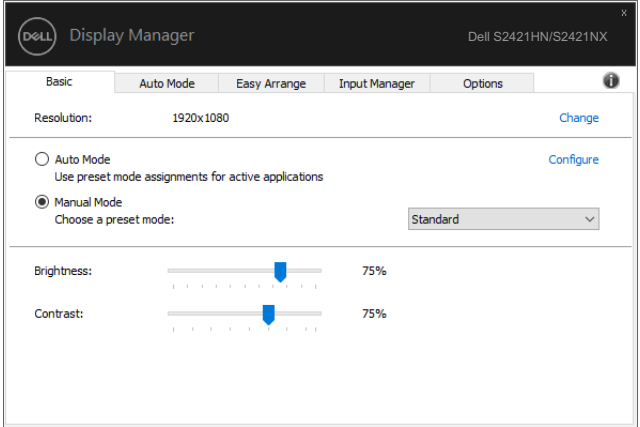 x
DELL Display Manager Dell S2421HN/S2421NX
Basic Auto Mode Easy Arrange Input Manager Options i
Resolution: 1920x1080 Change
Auto Mode Configure
Use preset mode assignments for active applications
Manual Mode
Choose a preset mode: Standard
Brightness: 75%
Contrast: 75%